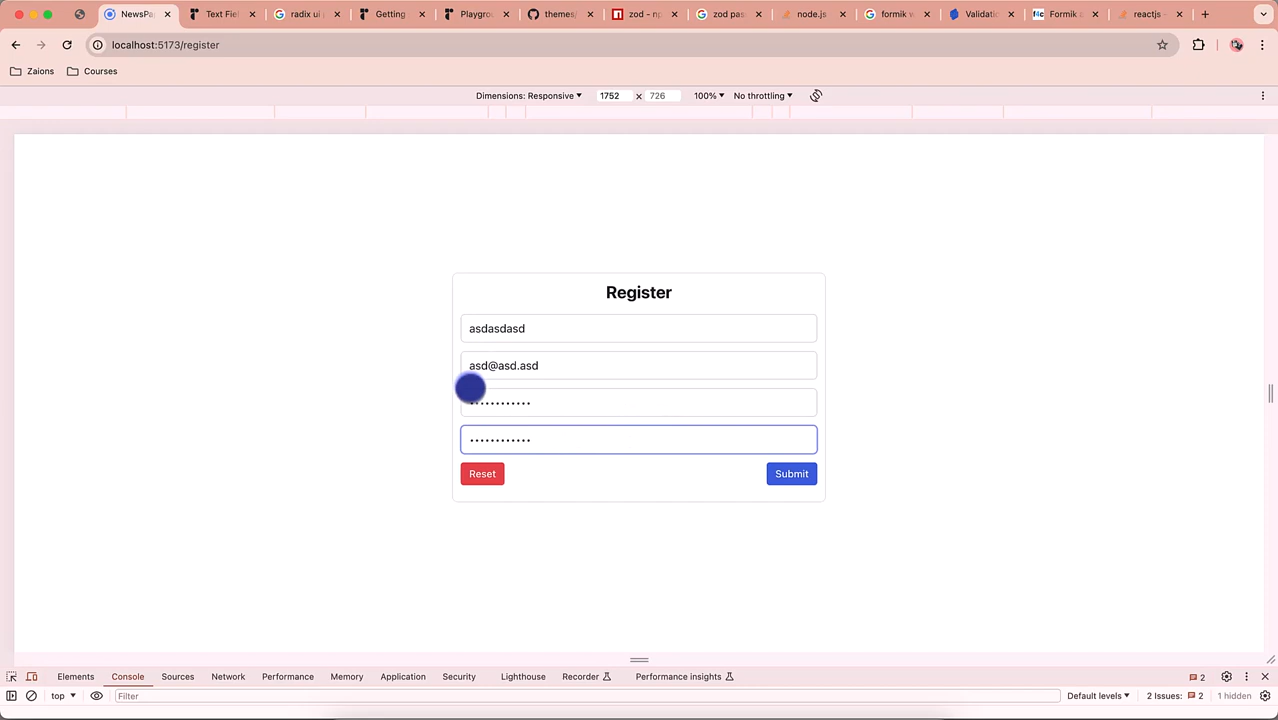 NewsPa
Text Fiel
radix ui
Getting
Playgrou
themes/
zod - np
zod pas
node.js
formik w
Validatio
Formik
reactjs -
localhost:5173/register
Zaions
Courses
Dimensions: Responsive
1752
×
726
100%
No throttling
Register
asdasdasd
asd@asd.asd
Reset
Submit
Elements
Console
Sources
Network
Performance
Memory
Application
Security
Lighthouse
Recorder
Performance insights
2
top
Filter
Default levels
2 Issues:
2
1 hidden